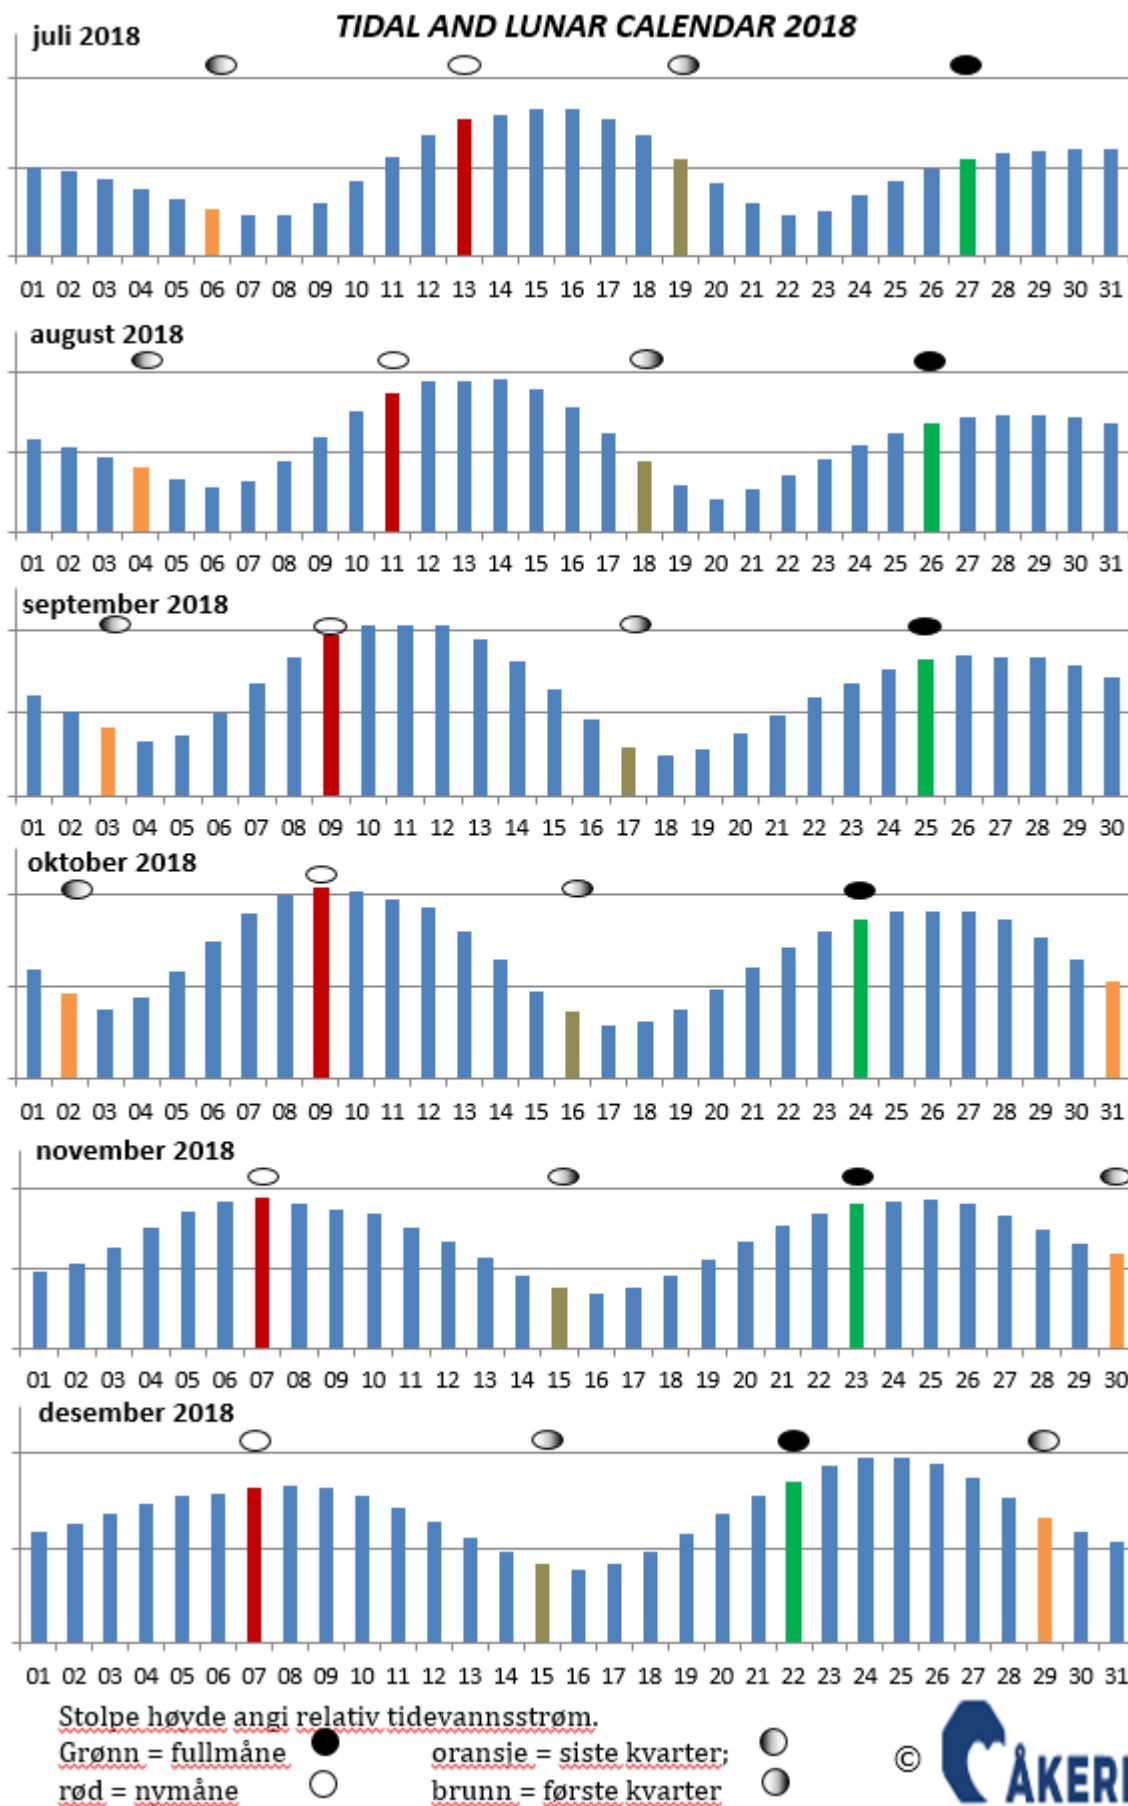 TIDAL AND LUNAR CALENDAR 2018
juli 2018
01 02 03 04 05 06 07 08 09 10 11 12 13 14 15 16 17 18 19 20 21 22 23 24 25 26 27 28 29 30 31
august 2018
01 02 03 04 05 06 07 08 09 10 11 12 13 14 15 16 17 18 19 20 21 22 23 24 25 26 27 28 29 30 31
september 2018
01 02 03 04 05 06 07 08 09 10 11 12 13 14 15 16 17 18 19 20 21 22 23 24 25 26 27 28 29 30
oktober 2018
01 02 03 04 05 06 07 08 09 10 11 12 13 14 15 16 17 18 19 20 21 22 23 24 25 26 27 28 29 30 31
november 2018
01 02 03 04 05 06 07 08 09 10 11 12 13 14 15 16 17 18 19 20 21 22 23 24 25 26 27 28 29 30
desember 2018
01 02 03 04 05 06 07 08 09 10 11 12 13 14 15 16 17 18 19 20 21 22 23 24 25 26 27 28 29 30 31
Stolpe høvde angi relativ tidevannsstrøm.
Grønn = fullmåne oransje = siste kvarter;
rød = nymåne brunn = første kvarter
© ÅKERI